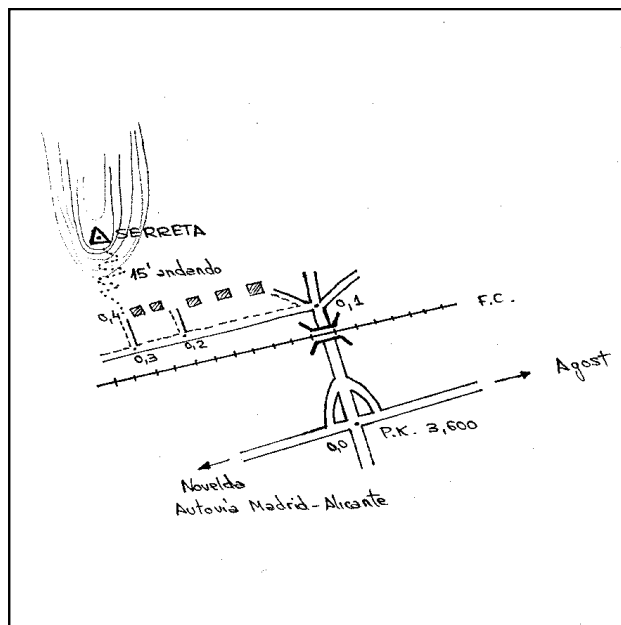 SERRETA
15' andando
0,4
0,1
F.C.
0,2
0,3
Agost
P.K. 3,600
0,0
Novelda
Autovia Madrid-Alicante